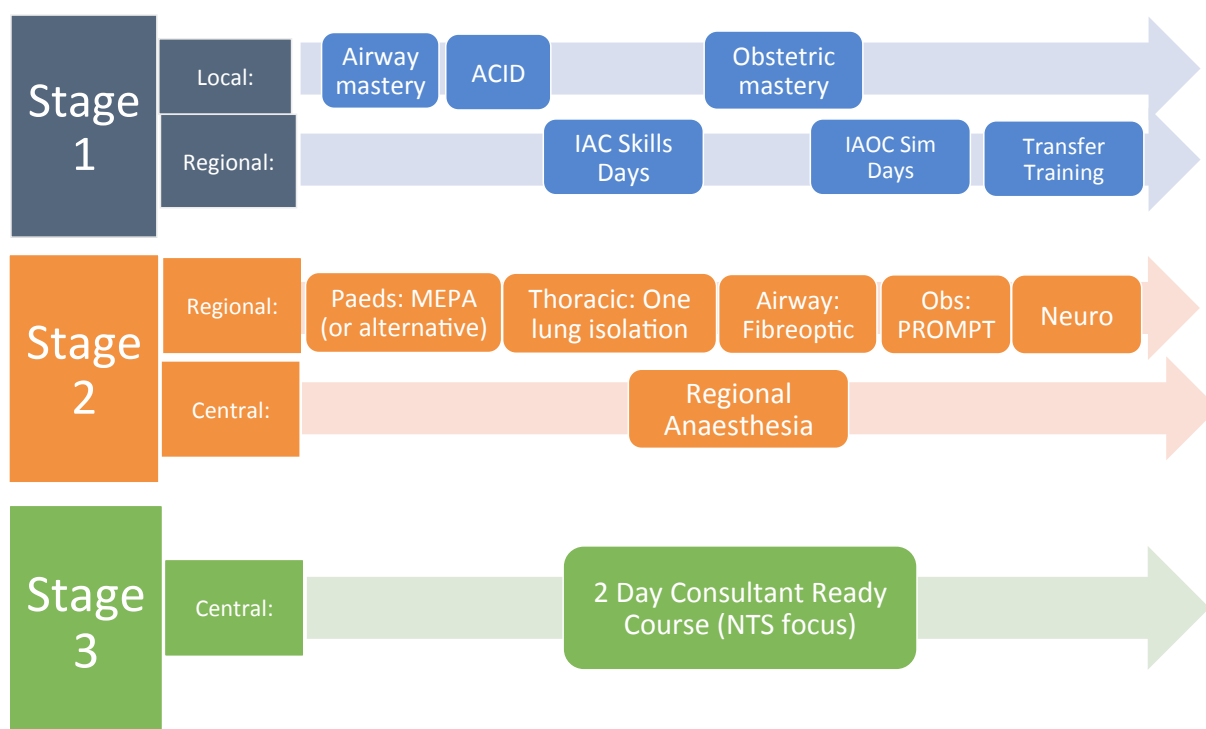 Stage
1
Local:
Airway
mastery
ACID
Obstetric
mastery
Regional:
IAC Skills
Days
IAOC Sim
Days
Transfer
Training
Stage
2
Regional:
Paeds: MEPA
(or alternative)
Thoracic: One
lung isolation
Airway:
Fibreoptic
Obs:
PROMPT
Neuro
Central:
Regional
Anaesthesia
Stage
3
Central:
2 Day Consultant Ready
Course (NTS focus)